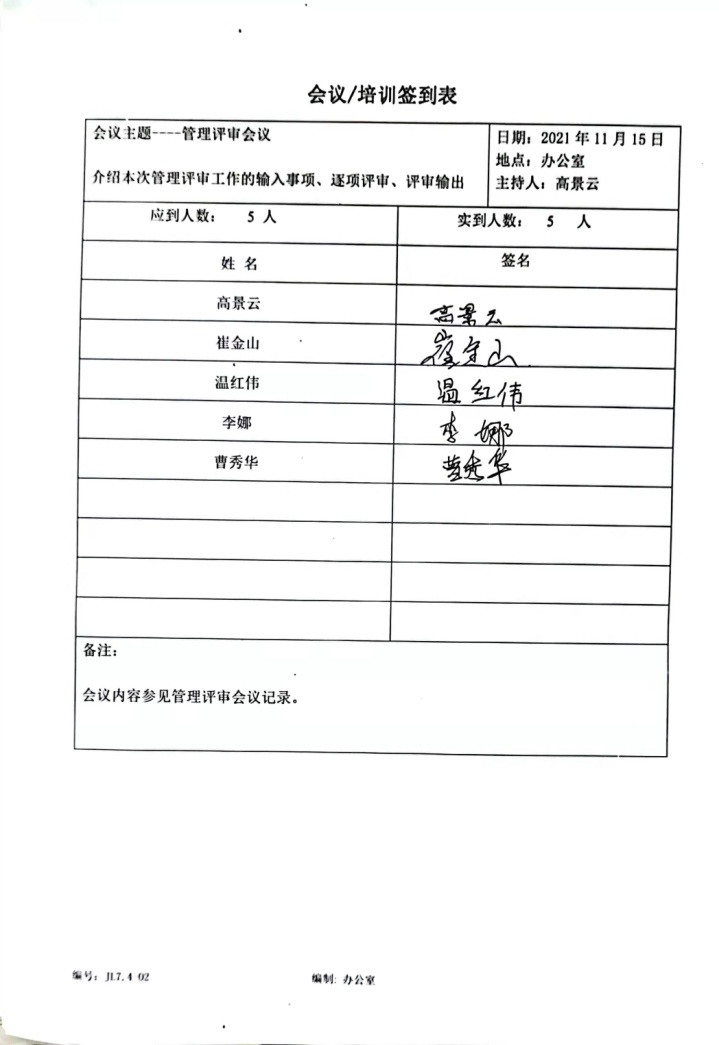 会议/培训签到表
会议主题----管理评审会议
介绍本次管理评审工作的输入事项、逐项评审、评审输出
日期：2021年11月15日
地点：办公室
主持人：高景云
应到人数： 5 人
实到人数： 5 人
姓 名
签名
高景云
高景云
崔金山
崔金山
温红伟
温红伟
李娜
李娜
曹秀华
曹秀华
备注：
会议内容参见管理评审会议记录。
编号：JL7.4-02
编制: 办公室